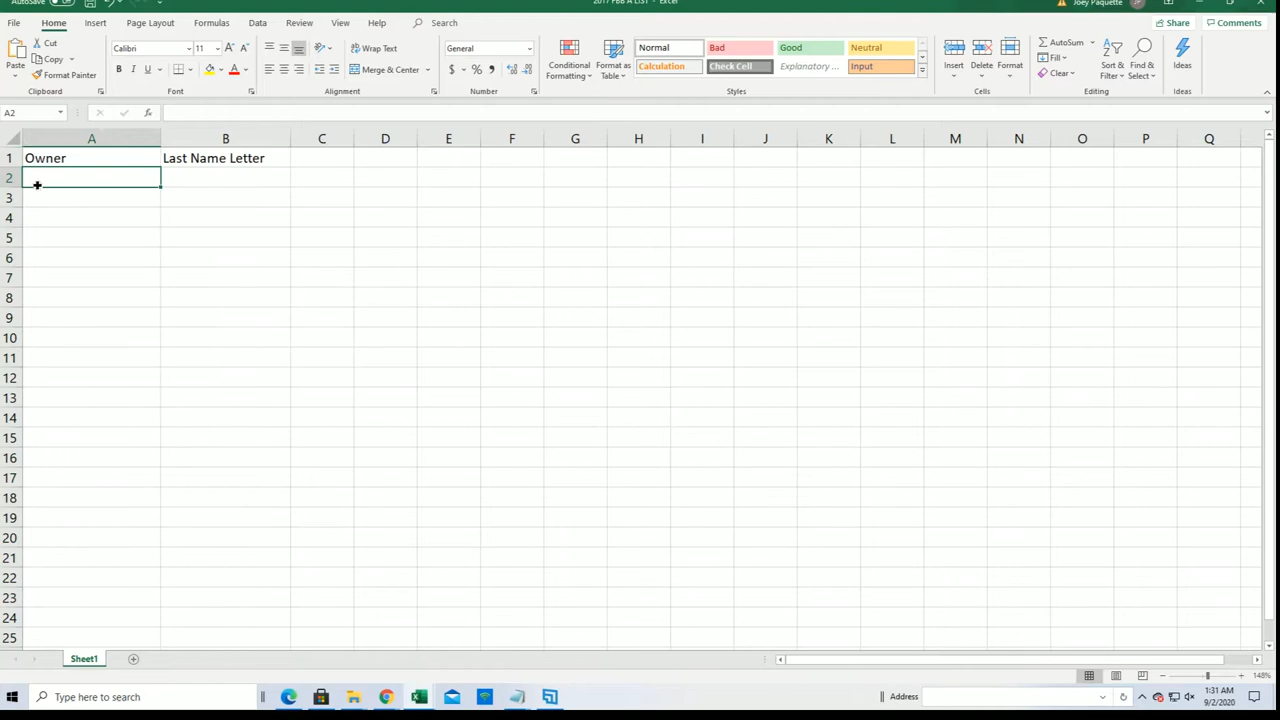 AutoSave
2017 FBB A LIST - Excel
Joey Paquette
JP
File Home Insert Page Layout Formulas Data Review View Help Search
Share Comments
Paste
Cut
Copy
Format Painter
Clipboard
Calibri 11
B I U
Font
Wrap Text
Merge & Center
Alignment
General
$ % ,
Number
Conditional Formatting
Format as Table
Normal Bad Good Neutral
Calculation Check Cell Explanatory ... Input
Styles
Insert Delete Format
Cells
AutoSum
Fill
Clear
Sort & Filter
Find & Select
Editing
Ideas
Ideas
A2 fx
A B C D E F G H I J K L M N O P Q
1 Owner Last Name Letter
2
3
4
5
6
7
8
9
10
11
12
13
14
15
16
17
18
19
20
21
22
23
24
25
Sheet1
148%
Type here to search
Address
1:31 AM
9/2/2020